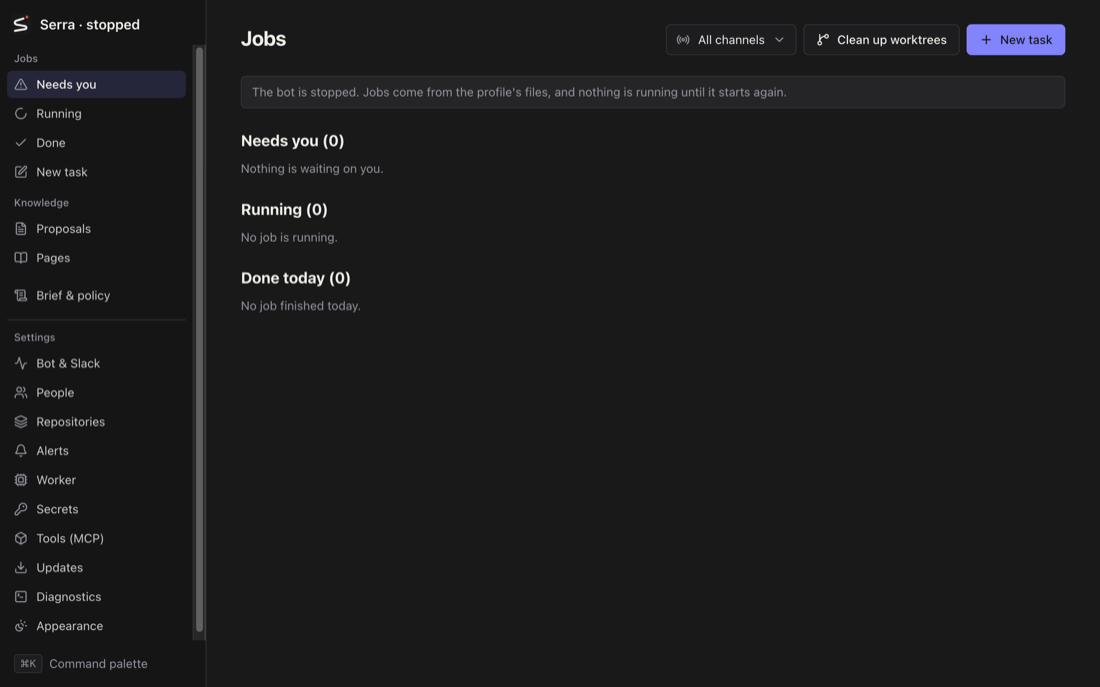 Serra · stopped
Jobs
Needs you
Running
Done
New task
Knowledge
Proposals
Pages
Brief & policy
Settings
Bot & Slack
People
Repositories
Alerts
Worker
Secrets
Tools (MCP)
Updates
Diagnostics
Appearance
⌘K Command palette
Jobs
All channels
Clean up worktrees
+ New task
The bot is stopped. Jobs come from the profile's files, and nothing is running until it starts again.
Needs you (0)
Nothing is waiting on you.
Running (0)
No job is running.
Done today (0)
No job finished today.